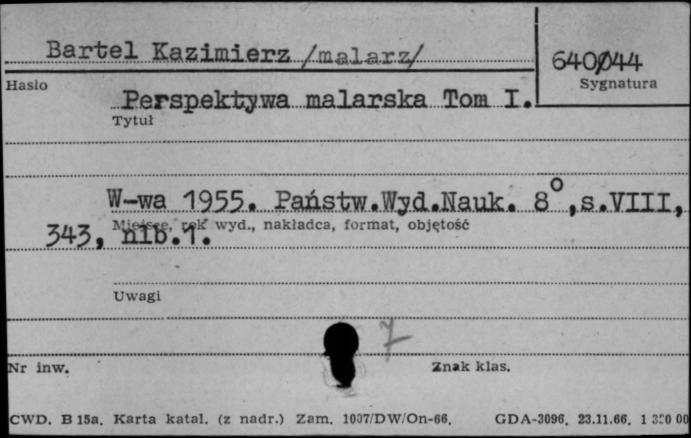 Bartel Kazimierz /malarz/
640044
Hasło
Sygnatura
Perspektywa malarska Tom I.
Tytuł
W-wa 1955. Państw.Wyd.Nauk. 8°,s.VIII,
Miejsce, rok wyd., nakładca, format, objętość
343, nlb.1.
Uwagi
7
Nr inw.
Znak klas.
CWD. B 15a. Karta katal. (z nadr.) Zam. 1007/DW/On-66. GDA-3096. 23.11.66. 1 320 00